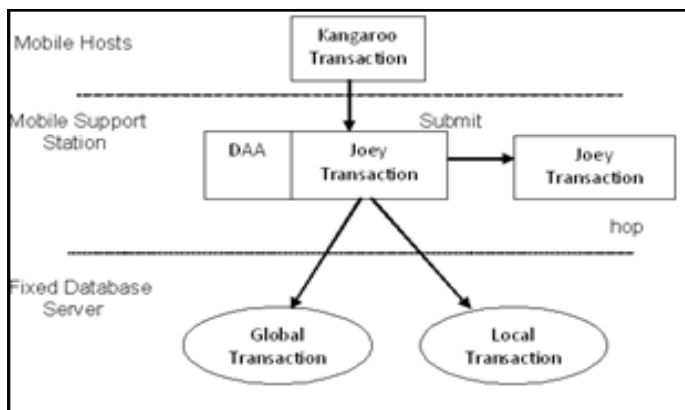 Mobile Hosts
Kangaroo
Transaction
Mobile Support
Station
Submit
DAA
Joey
Transaction
Joey
Transaction
hop
Fixed Database
Server
Global
Transaction
Local
Transaction